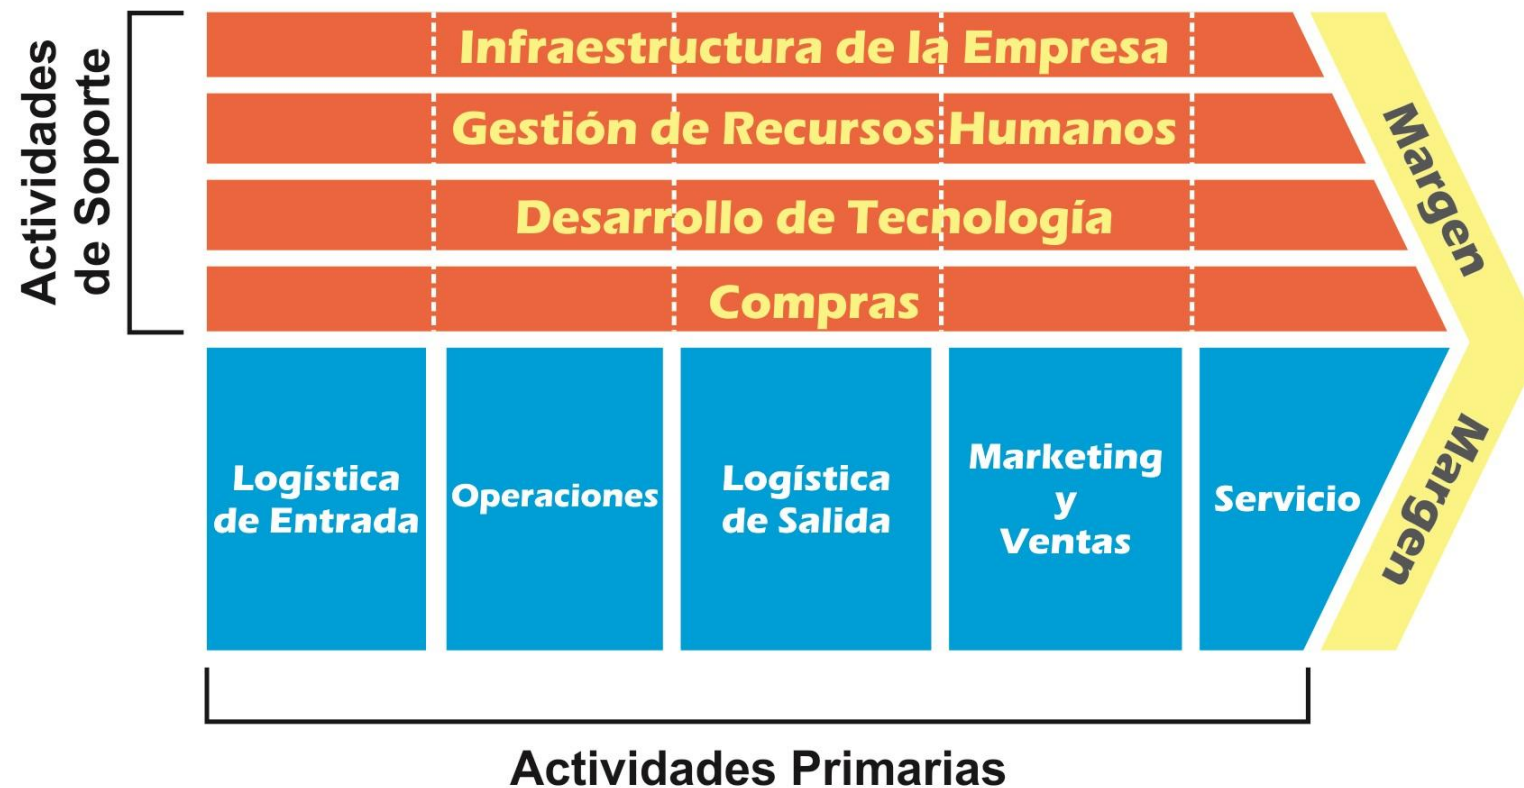 Actividades
de Soporte
Infraestructura de la Empresa
Gestión de Recursos Humanos
Desarrollo de Tecnología
Compras
Logística
de Entrada
Operaciones
Logística
de Salida
Marketing
y
Ventas
Servicio
Margen
Margen
Actividades Primarias